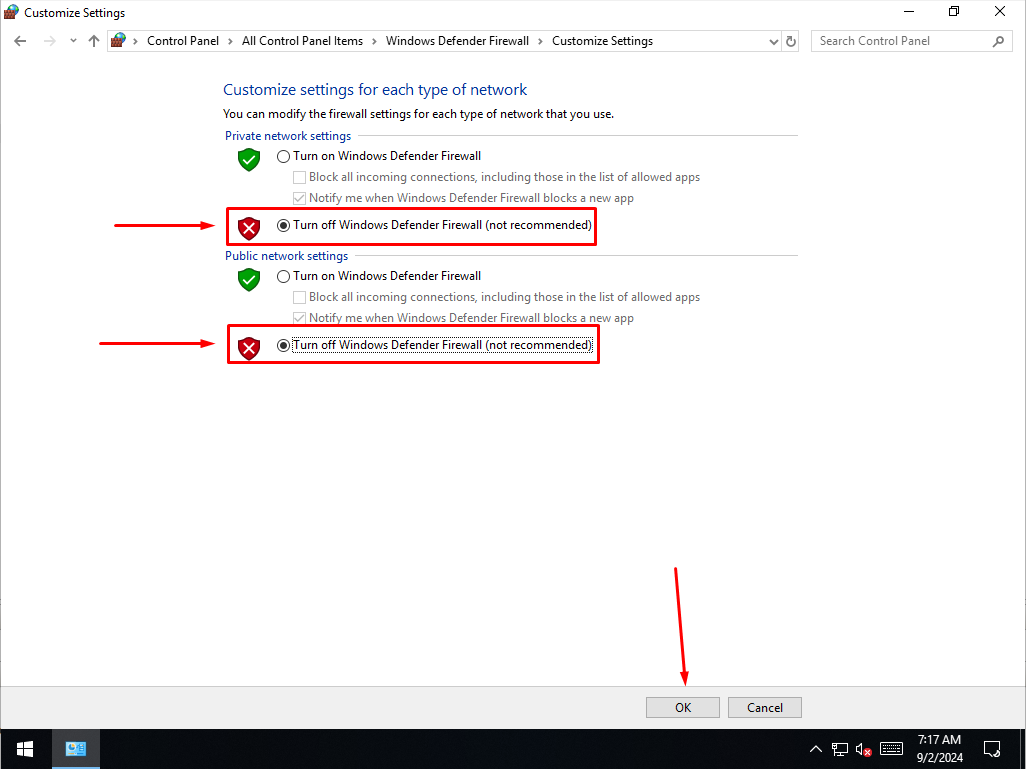 Customize Settings
Control Panel > All Control Panel Items > Windows Defender Firewall > Customize Settings
Search Control Panel
Customize settings for each type of network
You can modify the firewall settings for each type of network that you use.
Private network settings
Turn on Windows Defender Firewall
Block all incoming connections, including those in the list of allowed apps
Notify me when Windows Defender Firewall blocks a new app
Turn off Windows Defender Firewall (not recommended)
Public network settings
Turn on Windows Defender Firewall
Block all incoming connections, including those in the list of allowed apps
Notify me when Windows Defender Firewall blocks a new app
Turn off Windows Defender Firewall (not recommended)
OK Cancel
7:17 AM
9/2/2024